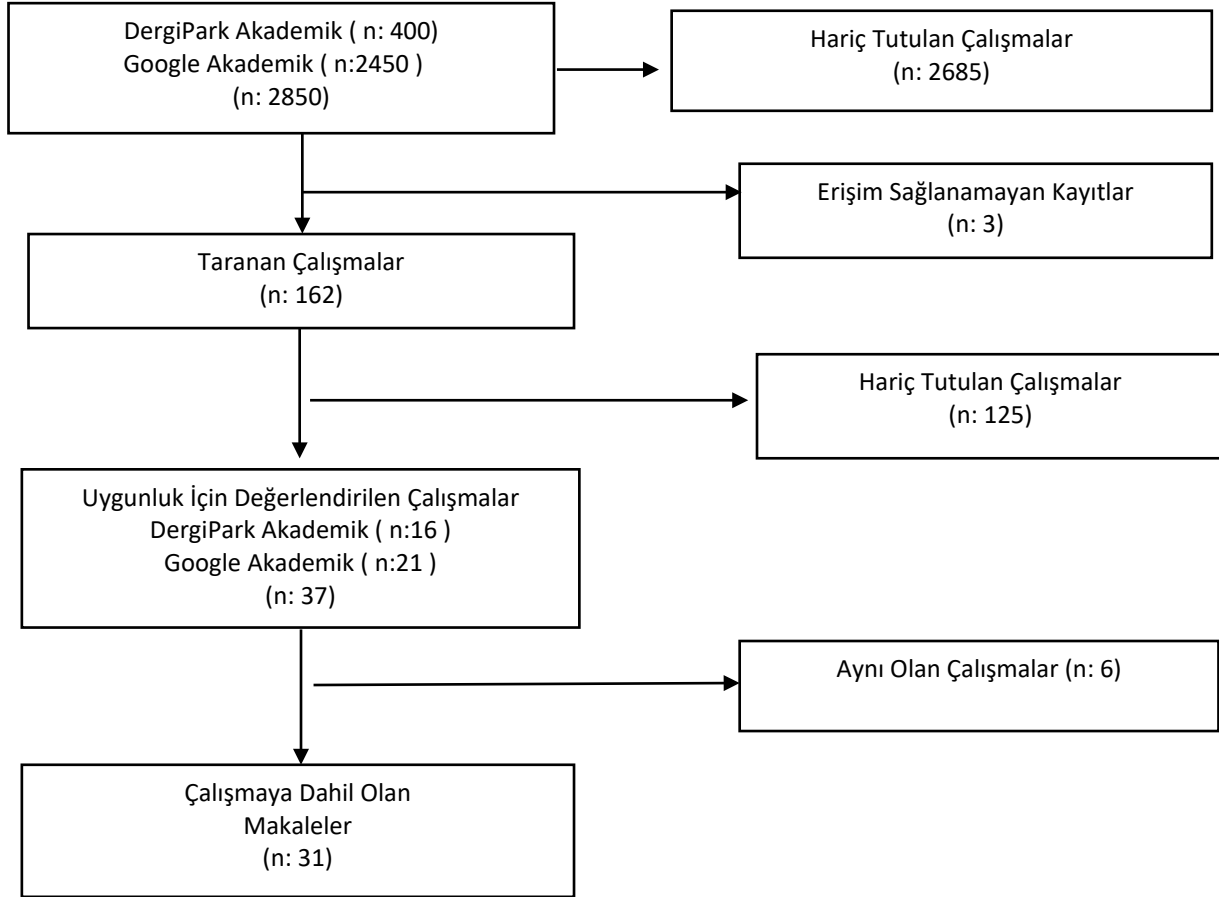 DergiPark Akademik ( n: 400)
Google Akademik ( n:2450 )
(n: 2850)
Hariç Tutulan Çalışmalar
(n: 2685)
Erişim Sağlanamayan Kayıtlar
(n: 3)
Taranan Çalışmalar
(n: 162)
Hariç Tutulan Çalışmalar
(n: 125)
Uygunluk İçin Değerlendirilen Çalışmalar
DergiPark Akademik ( n:16 )
Google Akademik ( n:21 )
(n: 37)
Aynı Olan Çalışmalar (n: 6)
Çalışmaya Dahil Olan
Makaleler
(n: 31)